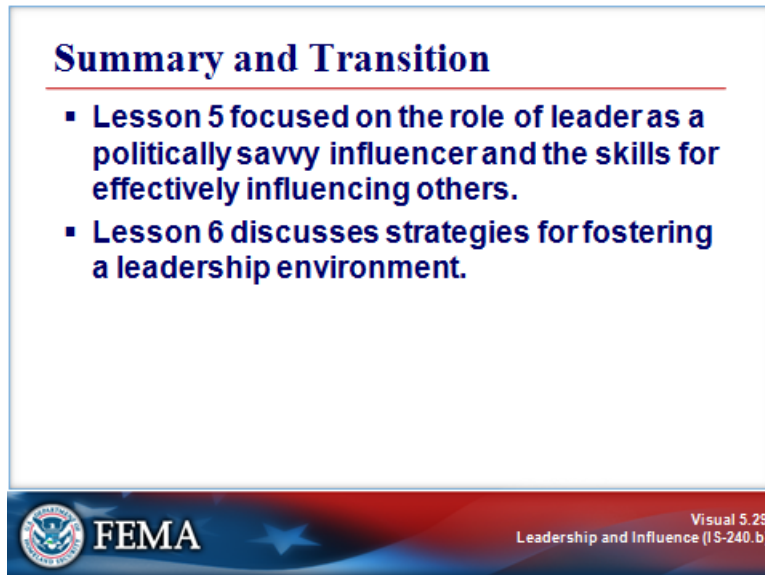 Summary and Transition
▪ Lesson 5 focused on the role of leader as a
politically savvy influencer and the skills for
effectively influencing others.
▪ Lesson 6 discusses strategies for fostering
a leadership environment.
FEMA
Visual 5.29
Leadership and Influence (IS-240.b